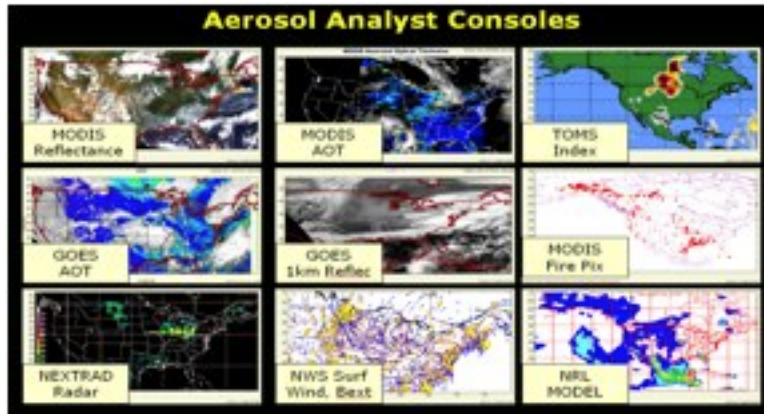 Aerosol Analyst Consoles
MODIS
Reflectance
MODIS
AOT
TOMS
Index
GOES
AOT
GOES
1km Reflec
MODIS
Fire Pix
NEXTRAD
Radar
NWS Surf
Wind, Bext
NRL
MODEL